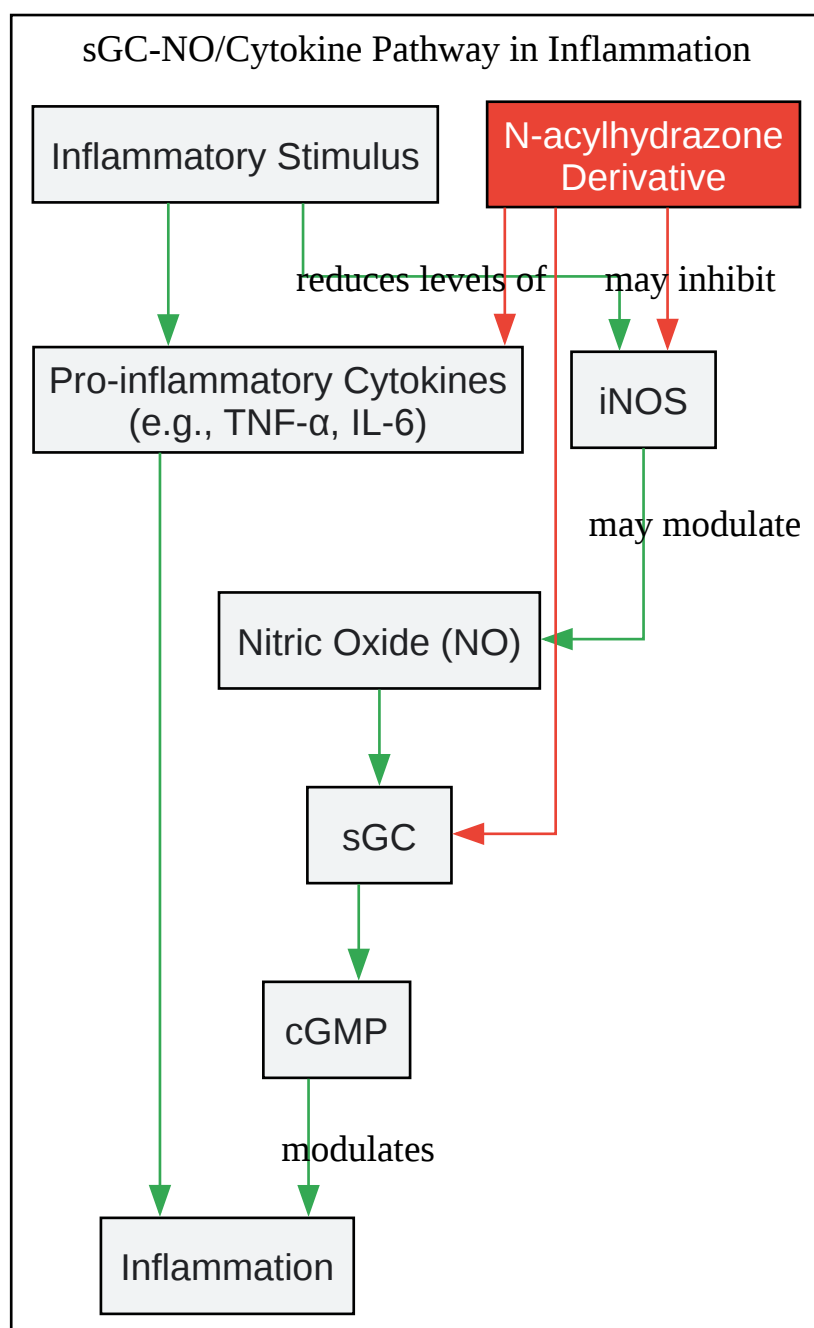 sGC-NO/Cytokine Pathway in Inflammation
Inflammatory Stimulus
N-acylhydrazone
Derivative
reduces levels of
may inhibit
Pro-inflammatory Cytokines
(e.g., TNF-α, IL-6)
iNOS
may modulate
Nitric Oxide (NO)
sGC
cGMP
modulates
Inflammation